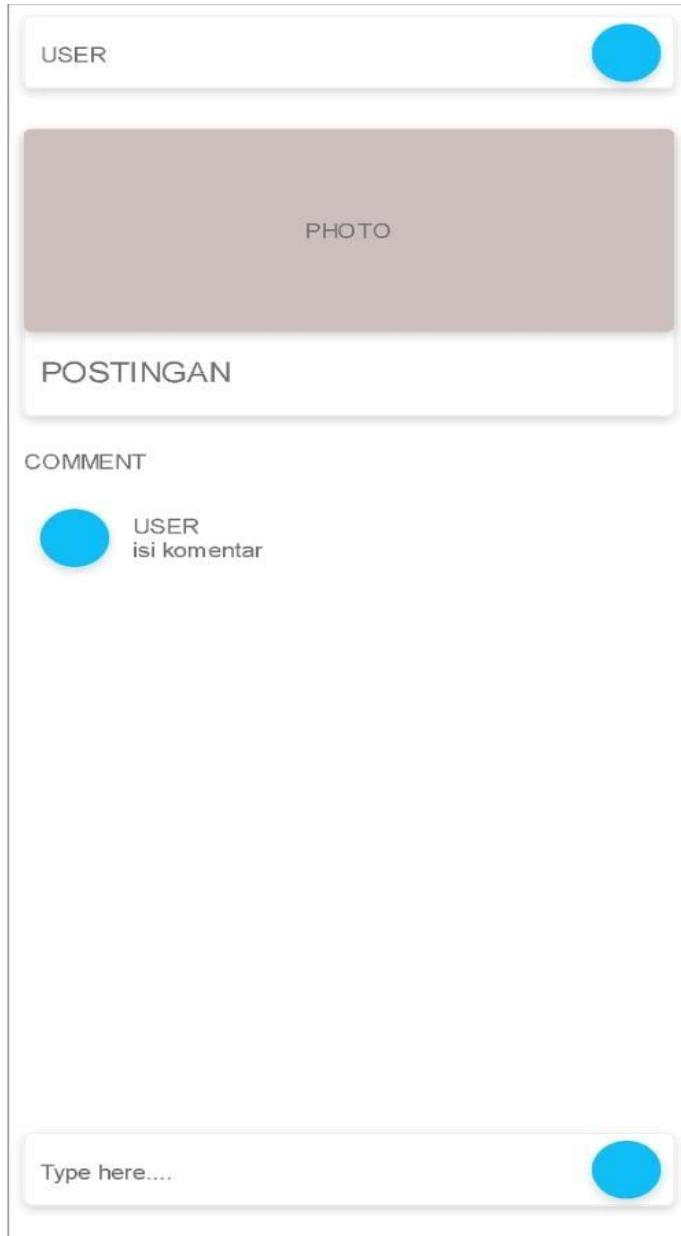 USER
PHOTO
POSTINGAN
COMMENT
USER
isi komentar
Type here....